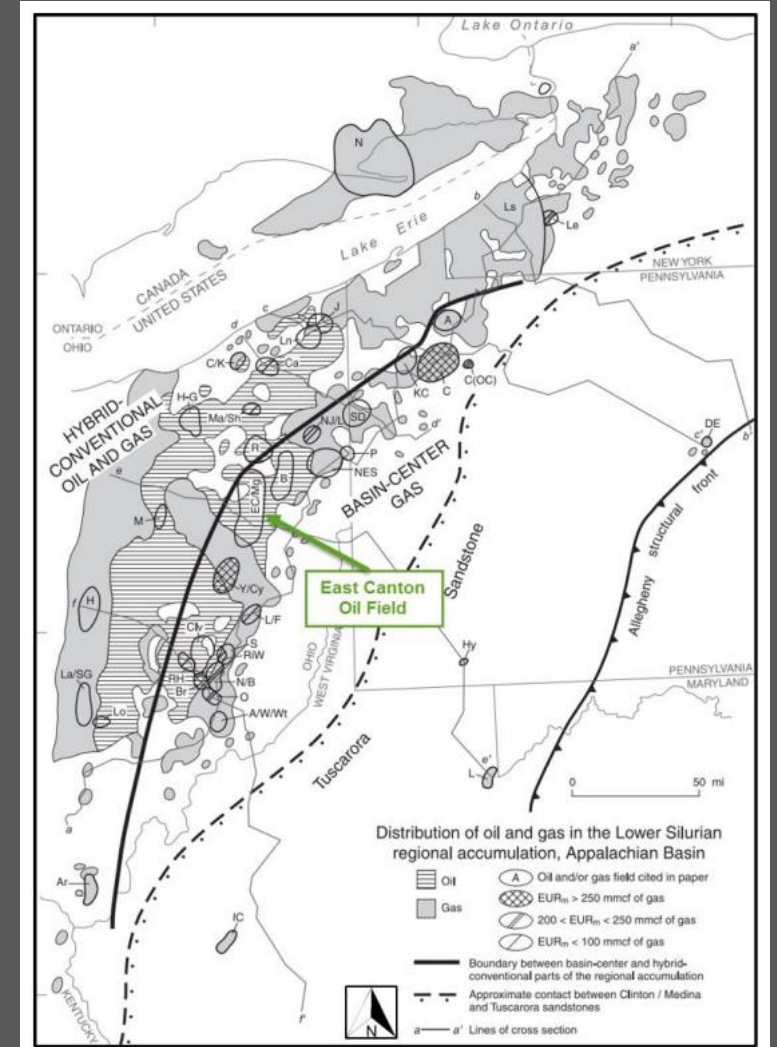 Lake Ontario
a'
N
b
Ls
Le
Lake Erie
NEW YORK
PENNSYLVANIA
CANADA
UNITED STATES
ONTARIO
OHIO
c
J
d
Ln
A
C/K
Ca
KC
C
C(OC)
H-G
Ma/Sh
NJ/L
SD
d'
HYBRID-
CONVENTIONAL
OIL AND GAS
R
P
NES
DE
c'
b'
BASIN-CENTER
GAS
e
B
EC/Mg
M
Allegheny structural front
East Canton
Oil Field
Sandstone
Y/Cy
f
H
L/F
Cly
S
RiW
OHIO
WEST VIRGINIA
Hy
RH
N/B
Br
O
PENNSYLVANIA
MARYLAND
La/SG
Lo
A/W/Wt
Tuscarora
e'
L
0 50 mi
a
Ar
IC
KENTUCKY
f'
Distribution of oil and gas in the Lower Silurian
regional accumulation, Appalachian Basin
Oil
Gas
A Oil and/or gas field cited in paper
EURm > 250 mmcf of gas
200 < EURm < 250 mmcf of gas
EURm < 100 mmcf of gas
Boundary between basin-center and hybrid-
conventional parts of the regional accumulation
Approximate contact between Clinton / Medina
and Tuscarora sandstones
a — a' Lines of cross section
N